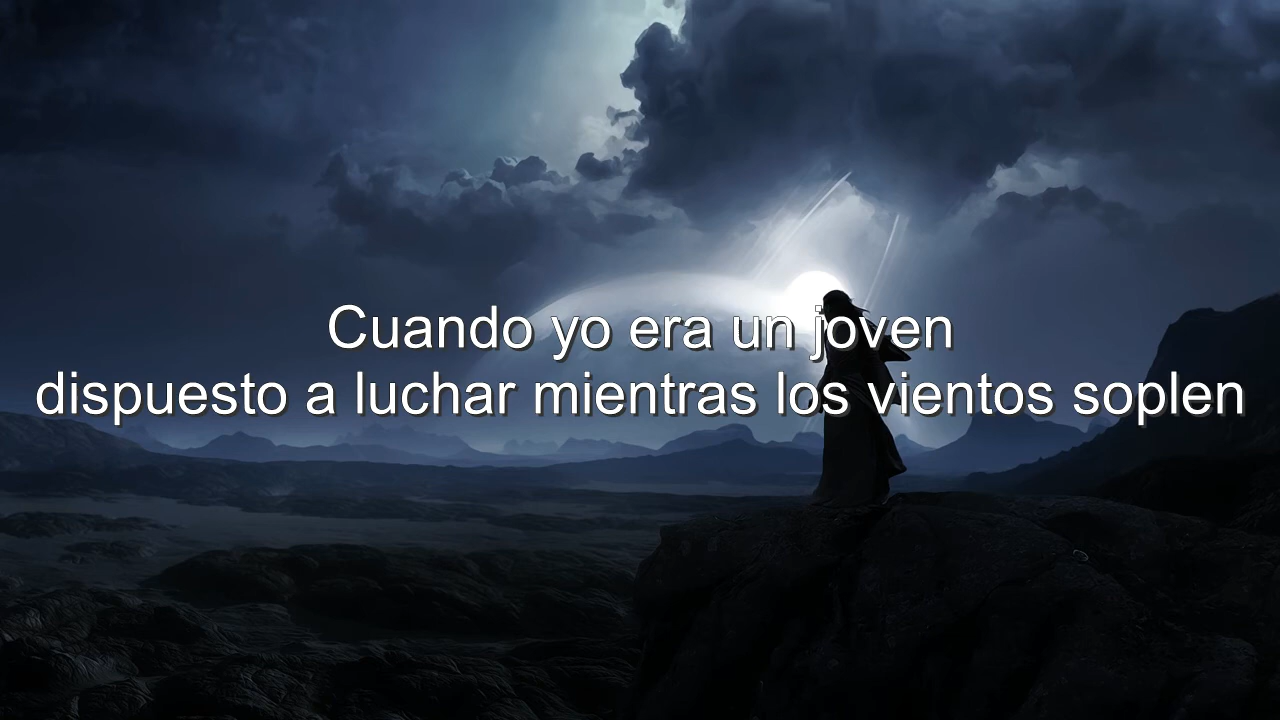 Cuando yo era un joven
dispuesto a luchar mientras los vientos soplen